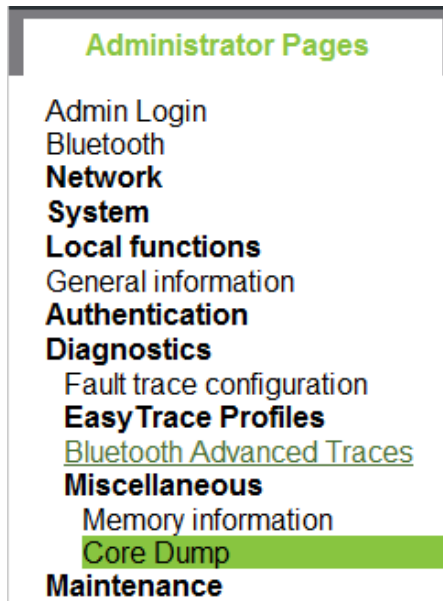 Administrator Pages
Admin Login
Bluetooth
Network
System
Local functions
General information
Authentication
Diagnostics
Fault trace configuration
EasyTrace Profiles
Bluetooth Advanced Traces
Miscellaneous
Memory information
Core Dump
Maintenance